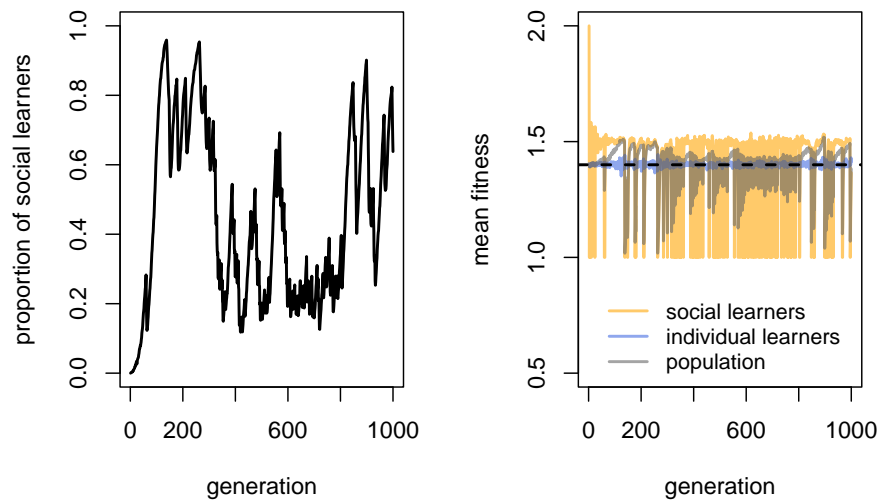 proportion of social learners
1.0
0.8
0.6
0.4
0.2
0.0
0 200 600 1000
generation
mean fitness
2.0
1.5
1.0
0.5
social learners
individual learners
population
0 200 600 1000
generation